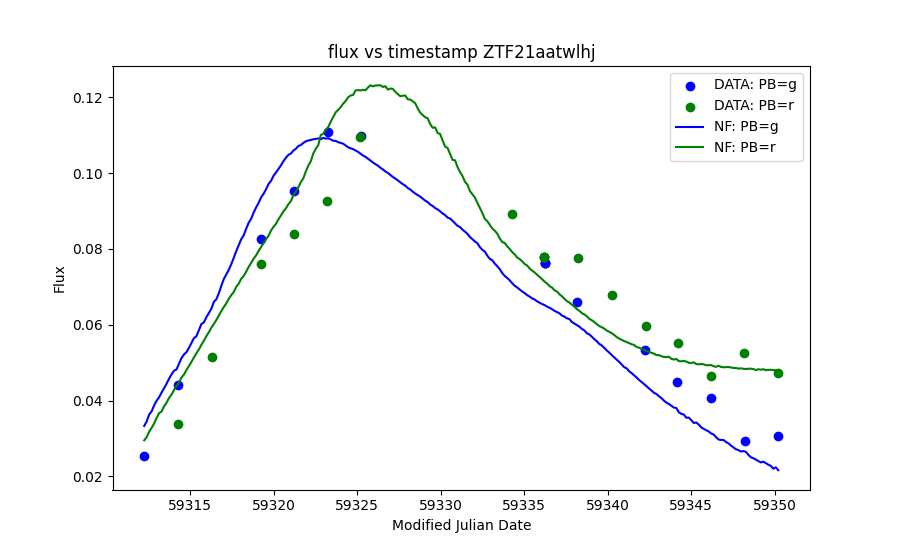 flux vs timestamp ZTF21aatwlhj
DATA: PB=g
DATA: PB=r
NF: PB=g
NF: PB=r
0.12
0.10
0.08
0.06
0.04
0.02
Flux
59315 59320 59325 59330 59335 59340 59345 59350
Modified Julian Date